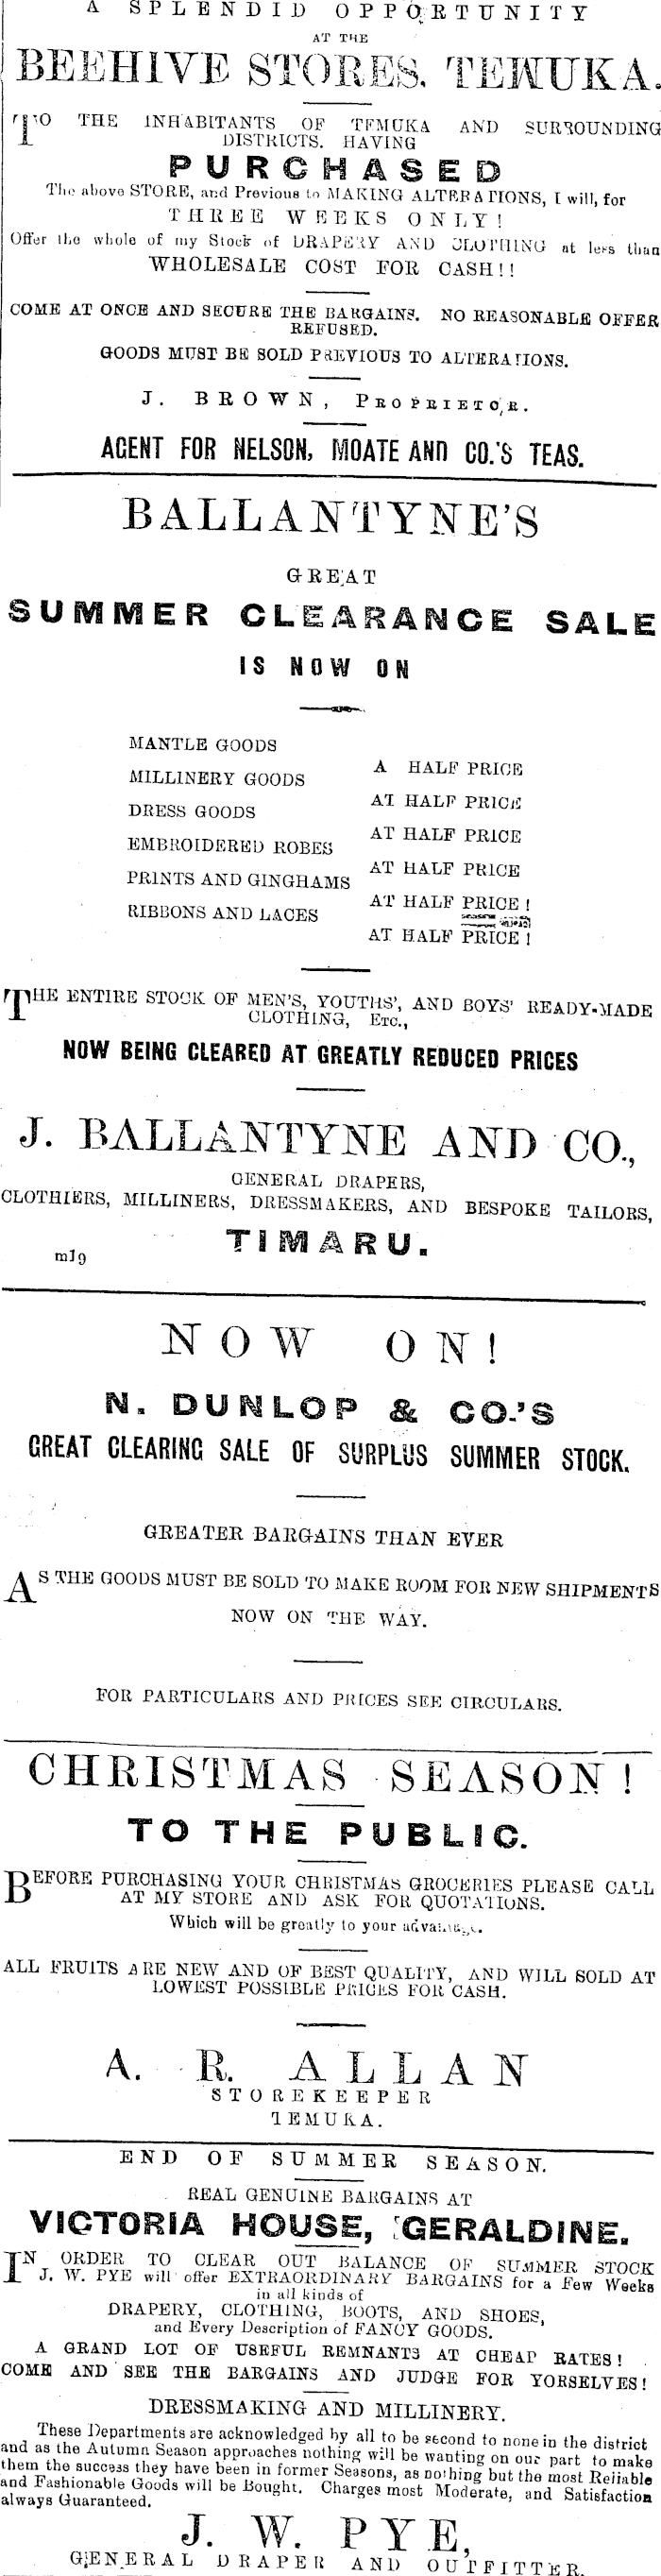 A SPLENDID OPPORTUNITY
AT THE
BEEHIVE STORES, TEMUKA.
TO THE INHABITANTS OF TEMUKA AND SURROUNDING
DISTRICTS. HAVING
PURCHASED
The above STORE, and Previous to MAKING ALTERATIONS, I will, for
THREE WEEKS ONLY!
Offer the whole of my Stock of DRAPERY AND CLOTHING at less than
WHOLESALE COST FOR CASH!!
COME AT ONCE AND SECURE THE BARGAINS. NO REASONABLE OFFER
REFUSED.
GOODS MUST BE SOLD PREVIOUS TO ALTERATIONS.
J. BROWN, PROPRIETOR.
AGENT FOR NELSON, MOATE AND CO.'S TEAS.
BALLANTYNE'S
GREAT
SUMMER CLEARANCE SALE
IS NOW ON
MANTLE GOODS A HALF PRICE
MILLINERY GOODS AT HALF PRICE
DRESS GOODS AT HALF PRICE
EMBROIDERED ROBES AT HALF PRICE
PRINTS AND GINGHAMS AT HALF PRICE!
RIBBONS AND LACES AT HALF PRICE!
THE ENTIRE STOCK OF MEN'S, YOUTHS', AND BOYS' READY-MADE
CLOTHING, ETC.,
NOW BEING CLEARED AT GREATLY REDUCED PRICES
J. BALLANTYNE AND CO.,
GENERAL DRAPERS,
CLOTHIERS, MILLINERS, DRESSMAKERS, AND BESPOKE TAILORS,
TIMARU.
m19
NOW ON!
N. DUNLOP & CO.'S
GREAT CLEARING SALE OF SURPLUS SUMMER STOCK.
GREATER BARGAINS THAN EVER
AS THE GOODS MUST BE SOLD TO MAKE ROOM FOR NEW SHIPMENTS
NOW ON THE WAY.
FOR PARTICULARS AND PRICES SEE CIRCULARS.
CHRISTMAS SEASON!
TO THE PUBLIC.
BEFORE PURCHASING YOUR CHRISTMAS GROCERIES PLEASE CALL
AT MY STORE AND ASK FOR QUOTATIONS.
Which will be greatly to your advantage.
ALL FRUITS ARE NEW AND OF BEST QUALITY, AND WILL SOLD AT
LOWEST POSSIBLE PRICES FOR CASH.
A. R. ALLAN
STOREKEEPER
TEMUKA.
END OF SUMMER SEASON.
REAL GENUINE BARGAINS AT
VICTORIA HOUSE, GERALDINE.
IN ORDER TO CLEAR OUT BALANCE OF SUMMER STOCK
J. W. PYE will offer EXTRAORDINARY BARGAINS for a Few Weeks
in all kinds of
DRAPERY, CLOTHING, BOOTS, AND SHOES,
and Every Description of FANCY GOODS.
A GRAND LOT OF USEFUL REMNANTS AT CHEAP RATES!
COME AND SEE THE BARGAINS AND JUDGE FOR YORSELVES!
DRESSMAKING AND MILLINERY.
These Departments are acknowledged by all to be second to none in the district
and as the Autumn Season approaches nothing will be wanting on our part to make
them the success they have been in former Seasons, as nothing but the most Reliable
and Fashionable Goods will be Bought. Charges most Moderate, and Satisfaction
always Guaranteed.
J. W. PYE,
GENERAL DRAPER AND OUTFITTER.